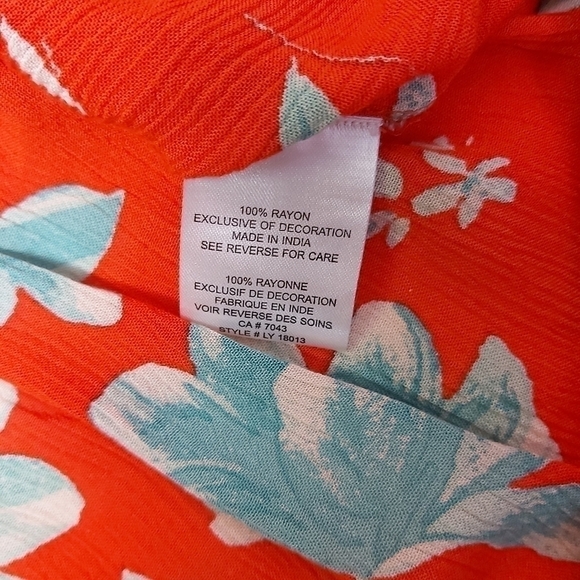 100% RAYON
EXCLUSIVE OF DECORATION
MADE IN INDIA
SEE REVERSE FOR CARE
100% RAYONNE
EXCLUSIF DE DECORATION
FABRIQUE EN INDE
VOIR REVERSE DES SOINS
CA # 7043
STYLE # LY 18013